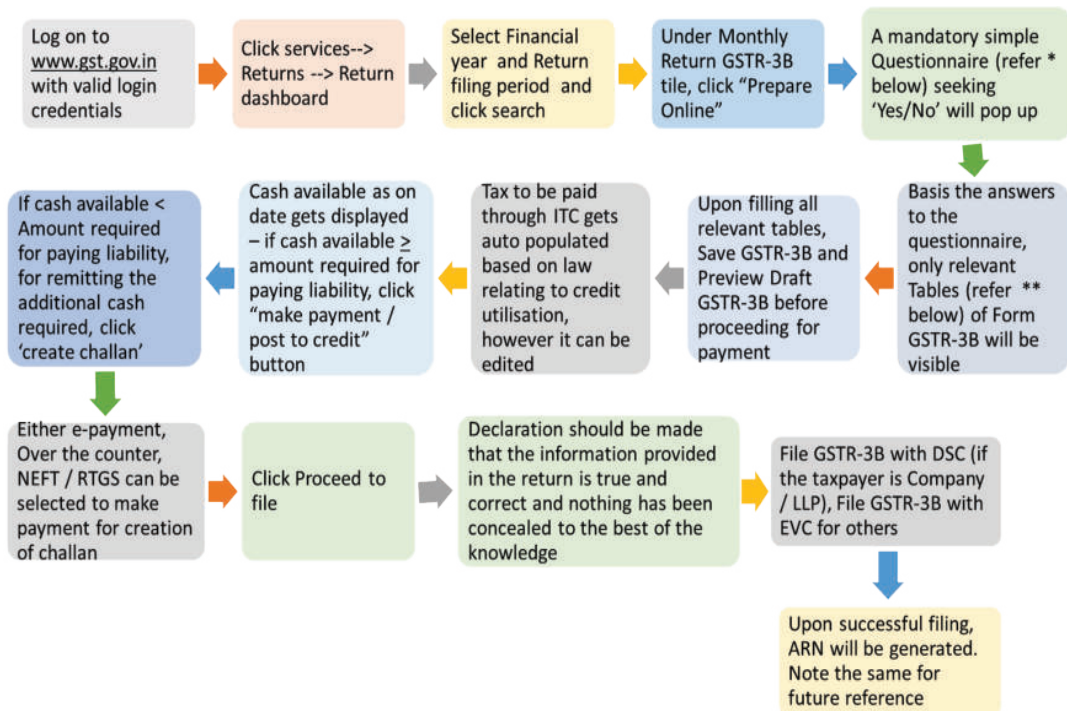 Log on to
www.gst.gov.in
with valid login
credentials
Click services-->
Returns --> Return
dashboard
Select Financial
year and Return
filing period and
click search
Under Monthly
Return GSTR-3B
tile, click “Prepare
Online”
A mandatory simple
Questionnaire (refer *
below) seeking
‘Yes/No’ will pop up
Basis the answers
to the
questionnaire,
only relevant
Tables (refer **
below) of Form
GSTR-3B will be
visible
Upon filling all
relevant tables,
Save GSTR-3B and
Preview Draft
GSTR-3B before
proceeding for
payment
Tax to be paid
through ITC gets
auto populated
based on law
relating to credit
utilisation,
however it can be
edited
Cash available as on
date gets displayed
– if cash available ≥
amount required for
paying liability, click
“make payment /
post to credit”
button
If cash available <
Amount required
for paying liability,
for remitting the
additional cash
required, click
‘create challan’
Either e-payment,
Over the counter,
NEFT / RTGS can be
selected to make
payment for creation
of challan
Click Proceed to
file
Declaration should be made
that the information provided
in the return is true and
correct and nothing has been
concealed to the best of the
knowledge
File GSTR-3B with DSC (if
the taxpayer is Company
/ LLP), File GSTR-3B with
EVC for others
Upon successful filing,
ARN will be generated.
Note the same for
future reference